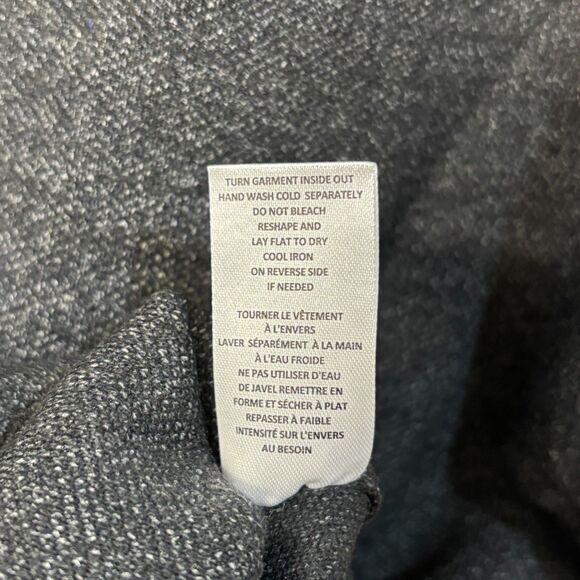 TURN GARMENT INSIDE OUT
HAND WASH COLD SEPARATELY
DO NOT BLEACH
RESHAPE AND
LAY FLAT TO DRY
COOL IRON
ON REVERSE SIDE
IF NEEDED
TOURNER LE VÊTEMENT
À L'ENVERS
LAVER SÉPARÉMENT À LA MAIN
À L'EAU FROIDE
NE PAS UTILISER D'EAU
DE JAVEL REMETTRE EN
FORME ET SÉCHER À PLAT
REPASSER À FAIBLE
INTENSITÉ SUR L'ENVERS
AU BESOIN